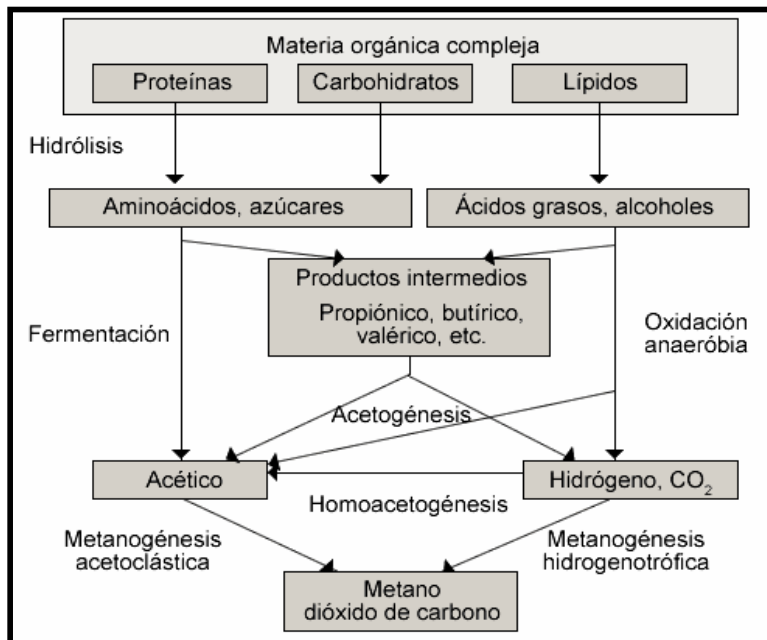 Materia orgánica compleja
Proteínas
Carbohidratos
Lípidos
Hidrólisis
Aminoácidos, azúcares
Ácidos grasos, alcoholes
Productos intermedios
Propiónico, butírico,
valérico, etc.
Fermentación
Oxidación
anaeróbia
Acetogénesis
Acético
Hidrógeno, CO₂
Homoacetogénesis
Metanogénesis
acetoclástica
Metanogénesis
hidrogenotrófica
Metano
dióxido de carbono